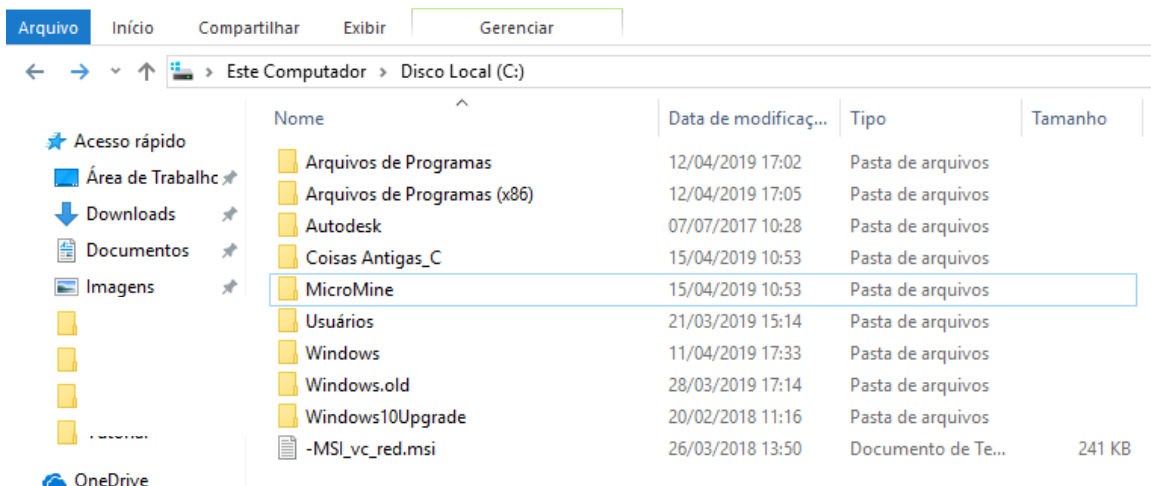 Arquivo Início Compartilhar Exibir Gerenciar
Este Computador > Disco Local (C:)
Nome Data de modificaç... Tipo Tamanho
Acesso rápido
Área de Trabalho
Downloads
Documentos
Imagens
Arquivos de Programas 12/04/2019 17:02 Pasta de arquivos
Arquivos de Programas (x86) 12/04/2019 17:05 Pasta de arquivos
Autodesk 07/07/2017 10:28 Pasta de arquivos
Coisas Antigas_C 15/04/2019 10:53 Pasta de arquivos
MicroMine 15/04/2019 10:53 Pasta de arquivos
Usuários 21/03/2019 15:14 Pasta de arquivos
Windows 11/04/2019 17:33 Pasta de arquivos
Windows.old 28/03/2019 17:14 Pasta de arquivos
Windows10Upgrade 20/02/2018 11:16 Pasta de arquivos
-MSI_vc_red.msi 26/03/2018 13:50 Documento de Te... 241 KB
OneDrive